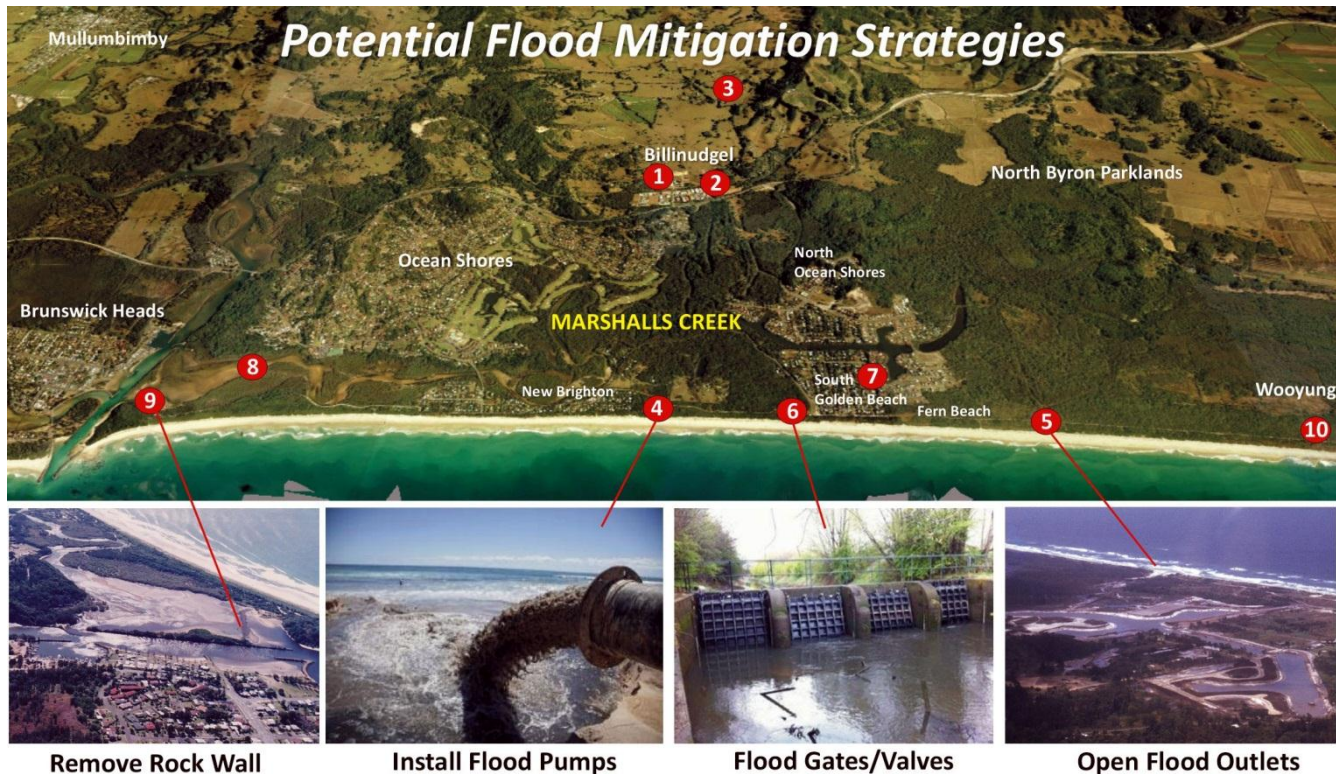 Potential Flood Mitigation Strategies
Mullumbimby
3
Billinudgel
1
2
North Byron Parklands
Ocean Shores
North
Ocean Shores
Brunswick Heads
MARSHALLS CREEK
8
New Brighton
South
Golden Beach
7
Fern Beach
Wooyung
9
4
6
5
10
Remove Rock Wall
Install Flood Pumps
Flood Gates/Valves
Open Flood Outlets